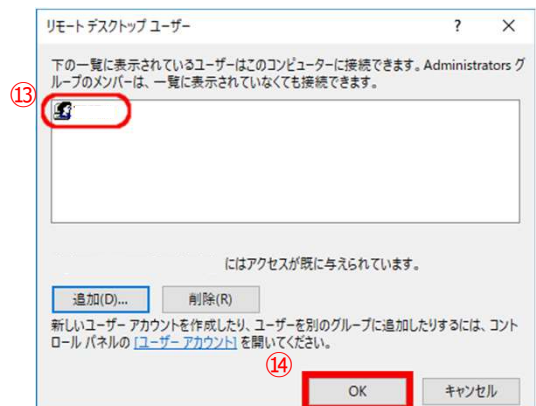 リモート デスクトップ ユーザー
? ×
下の一覧に表示されているユーザーはこのコンピューターに接続できます。Administrators グ
ループのメンバーは、一覧に表示されていなくても接続できます。
⑬
にはアクセスが既に与えられています。
追加(D)... 削除(R)
新しいユーザー アカウントを作成したり、ユーザーを別のグループに追加したりするには、コント
ロール パネルの [ユーザー アカウント] を開いてください。
⑭
OK キャンセル